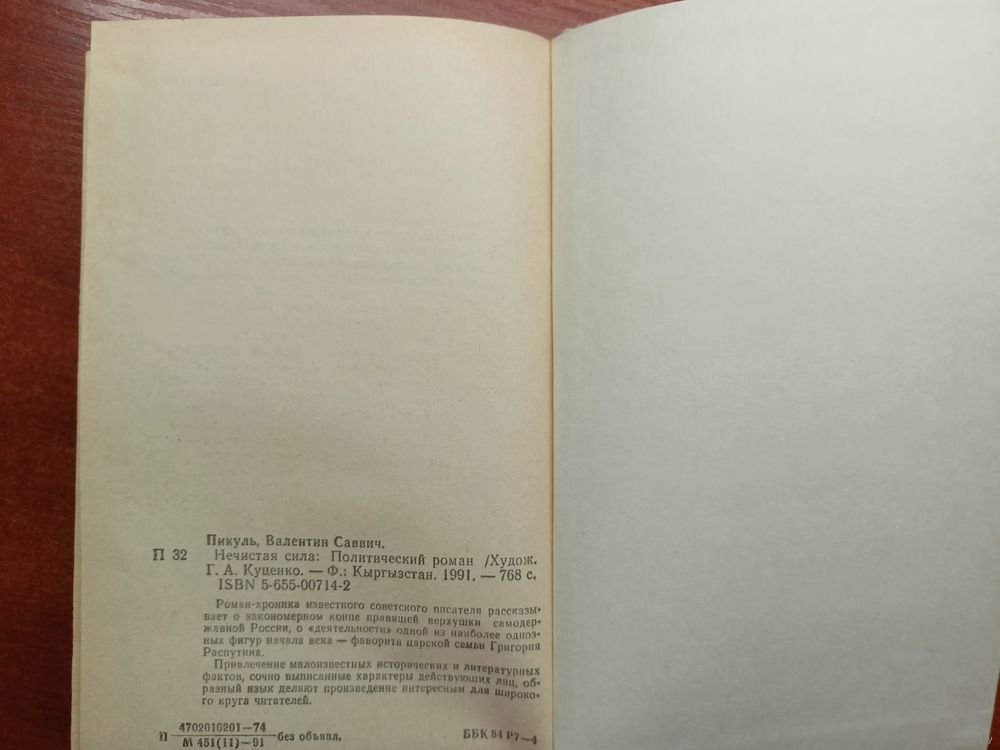 Пикуль, Валентин Саввич.
П 32 Нечистая сила: Политический роман /Худож.
Г. А. Куценко. — Ф.: Кыргызстан. 1991. — 768 с.
ISBN 5-655-00714-2
Роман-хроника известного советского писателя рассказы-
вает о закономерном конце правящей верхушки самодер-
жавной России, о «деятельности» одной из наиболее одиоз-
ных фигур начала века — фаворита царской семьи Григория
Распутина.
Привлечение малоизвестных исторических и литературных
фактов, сочно выписанные характеры действующих лиц, об-
разный язык делают произведение интересным для широко-
го круга читателей.
4702010201—74
П без объявл. ББК 84 Р7—4
М 451(11)—91